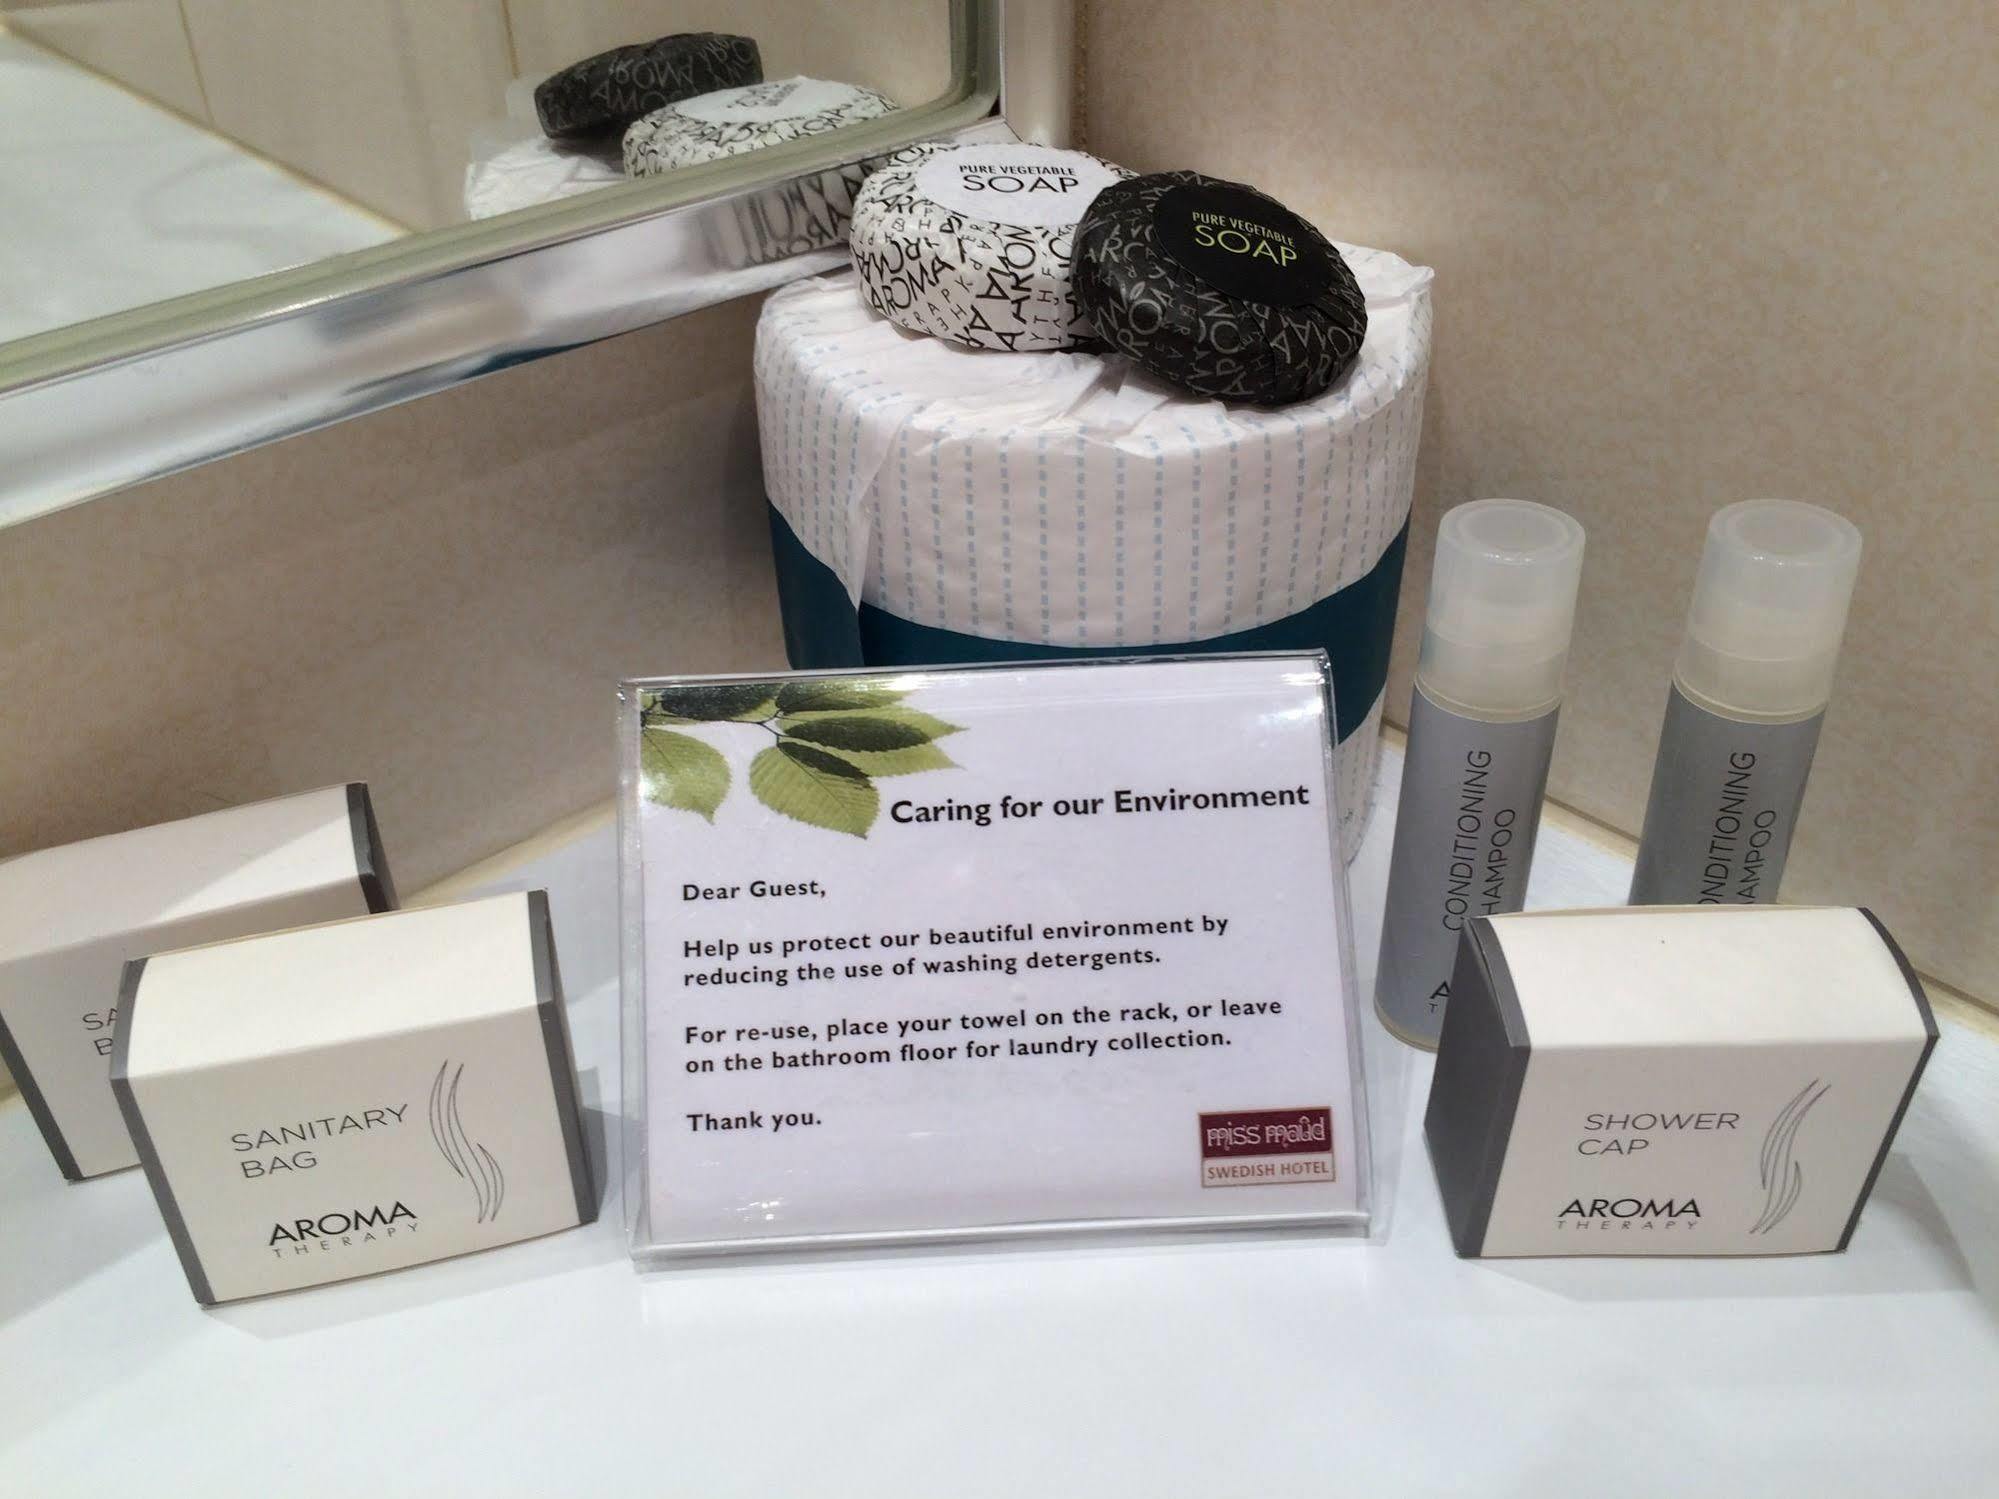 PURE VEGETABLE
SOAP
PURE VEGETABLE
SOAP
Caring for our Environment
Dear Guest,
Help us protect our beautiful environment by
reducing the use of washing detergents.
For re-use, place your towel on the rack, or leave
on the bathroom floor for laundry collection.
Thank you.
miss maud
SWEDISH HOTEL
SANITARY
BAG
AROMA
THERAPY
CONDITIONING
SHAMPOO
CONDITIONING
SHAMPOO
SHOWER
CAP
AROMA
THERAPY